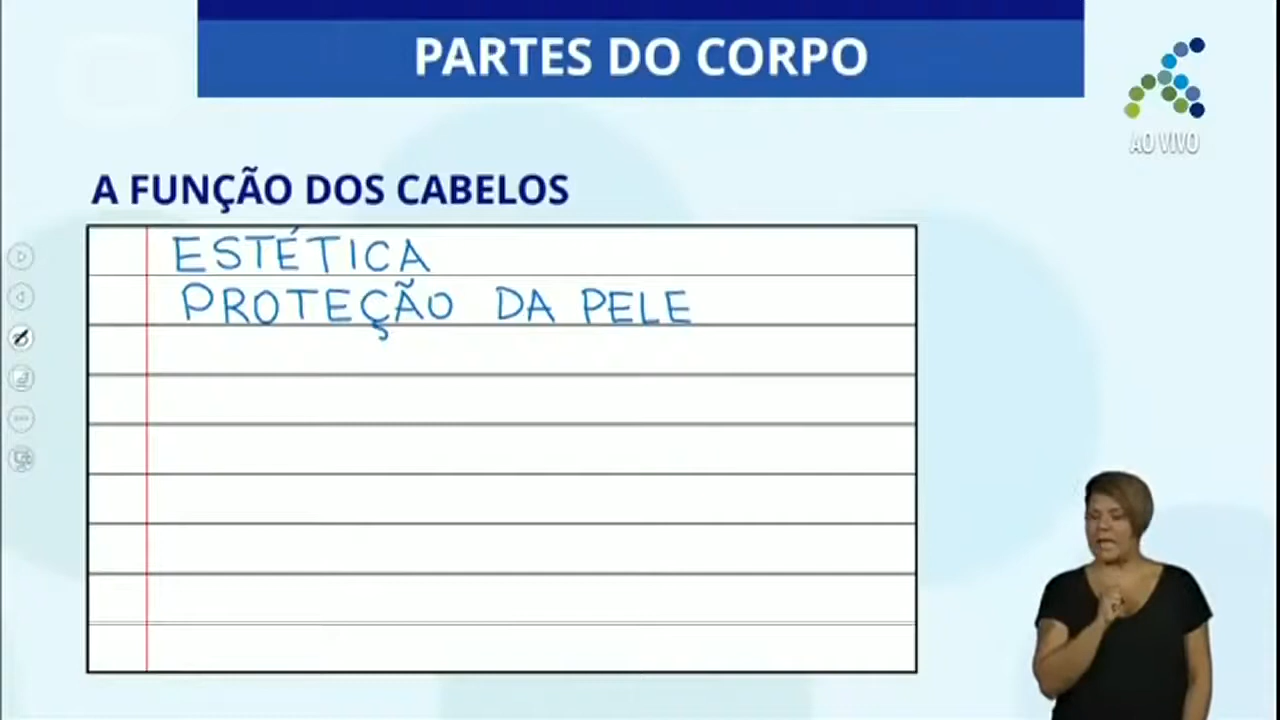 PARTES DO CORPO
AO VIVO
A FUNÇÃO DOS CABELOS
ESTÉTICA
PROTEÇÃO DA PELE